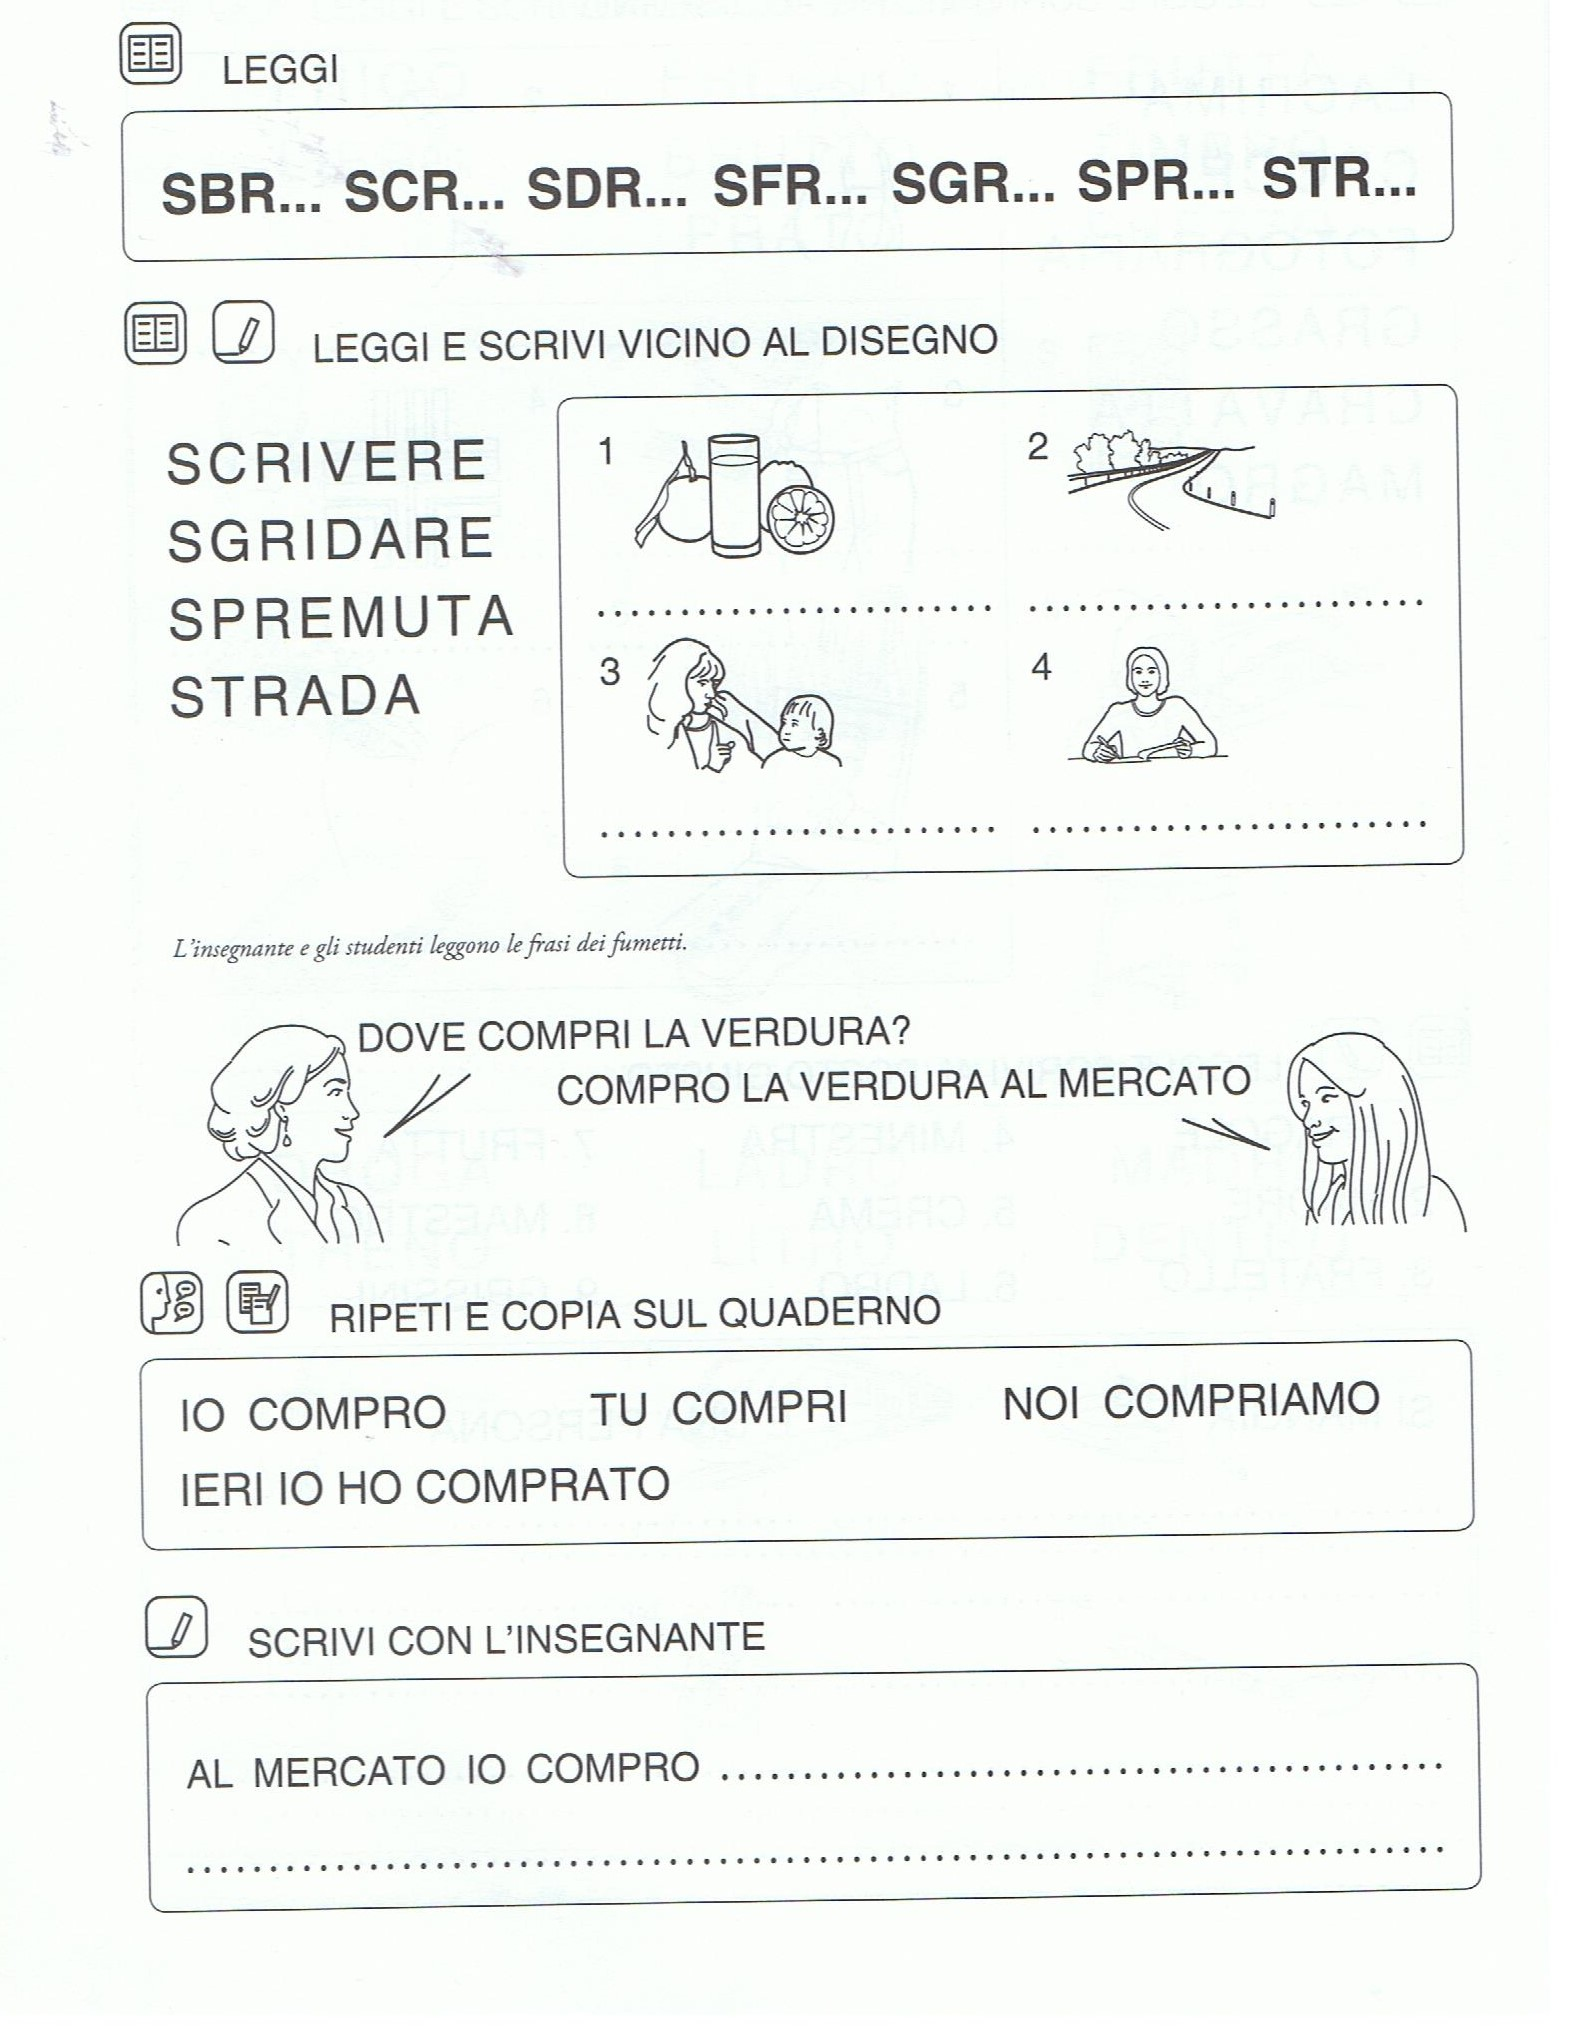 LEGGI
SBR... SCR... SDR... SFR... SGR... SPR... STR...
LEGGI E SCRIVI VICINO AL DISEGNO
SCRIVERE
SGRIDARE
SPREMUTA
STRADA
1
2
3
4
L'insegnante e gli studenti leggono le frasi dei fumetti.
DOVE COMPRI LA VERDURA?
COMPRO LA VERDURA AL MERCATO
RIPETI E COPIA SUL QUADERNO
IO COMPRO TU COMPRI NOI COMPRIAMO
IERI IO HO COMPRATO
SCRIVI CON L'INSEGNANTE
AL MERCATO IO COMPRO ..........................................